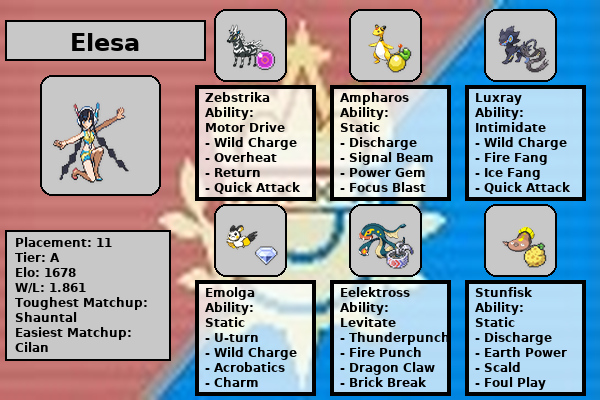 Elesa
Zebstrika
Ability:
Motor Drive
- Wild Charge
- Overheat
- Return
- Quick Attack
Ampharos
Ability:
Static
- Discharge
- Signal Beam
- Power Gem
- Focus Blast
Luxray
Ability:
Intimidate
- Wild Charge
- Fire Fang
- Ice Fang
- Quick Attack
Placement: 11
Tier: A
Elo: 1678
W/L: 1.861
Toughest Matchup:
Shauntal
Easiest Matchup:
Cilan
Emolga
Ability:
Static
- U-turn
- Wild Charge
- Acrobatics
- Charm
Eelektross
Ability:
Levitate
- Thunderpunch
- Fire Punch
- Dragon Claw
- Brick Break
Stunfisk
Ability:
Static
- Discharge
- Earth Power
- Scald
- Foul Play